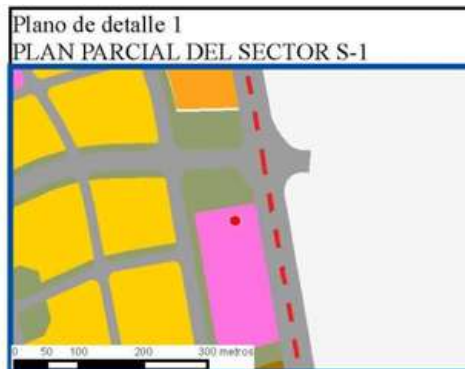 Plano de detalle 1
PLAN PARCIAL DEL SECTOR S-1
0 50 100 200 300 metros